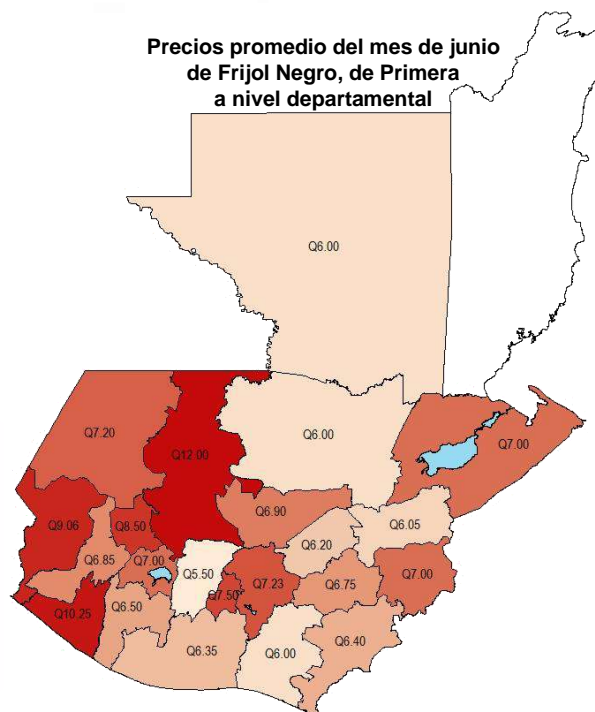 Precios promedio del mes de junio
de Frijol Negro, de Primera
a nivel departamental
Q6.00
Q7.20
Q12.00
Q6.00
Q7.00
Q9.06
Q8.50
Q6.90
Q6.05
Q6.20
Q6.85
Q7.00
Q5.50
Q7.50
Q7.23
Q6.75
Q7.00
Q10.25
Q6.50
Q6.35
Q6.00
Q6.40